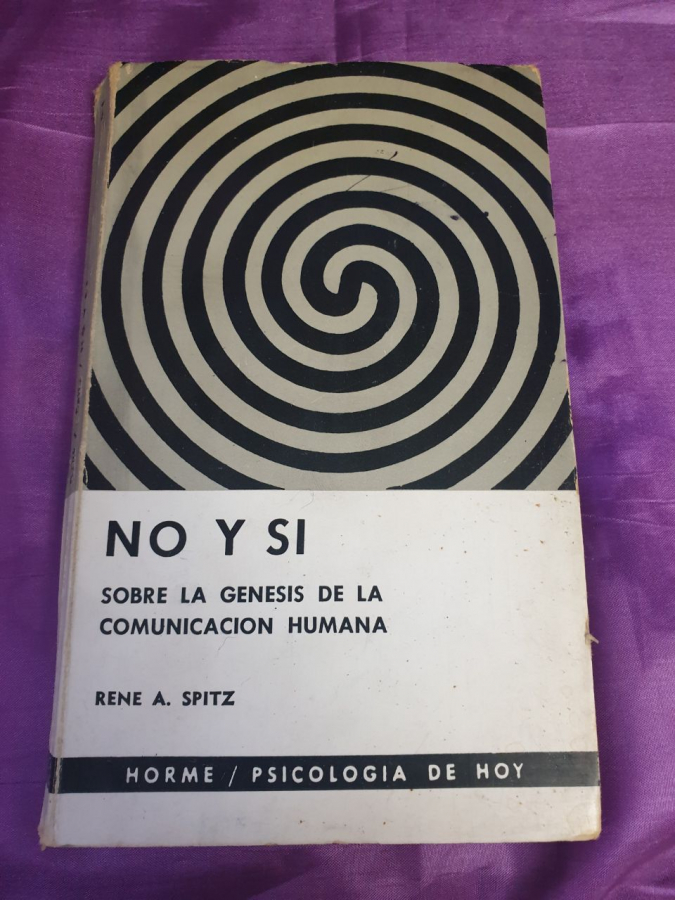 NO Y SI
SOBRE LA GENESIS DE LA
COMUNICACION HUMANA
RENE A. SPITZ
HORME / PSICOLOGIA DE HOY